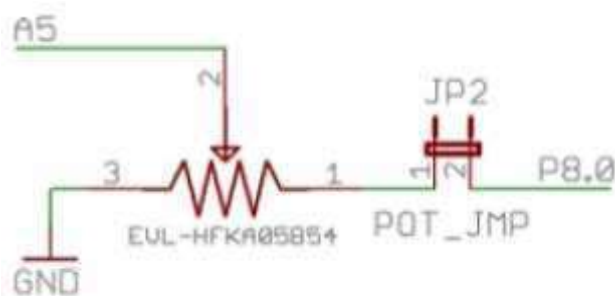 A5
2
JP2
3
1
1
2
P8.0
EVL-HFKA05B54
POT_JMP
GND